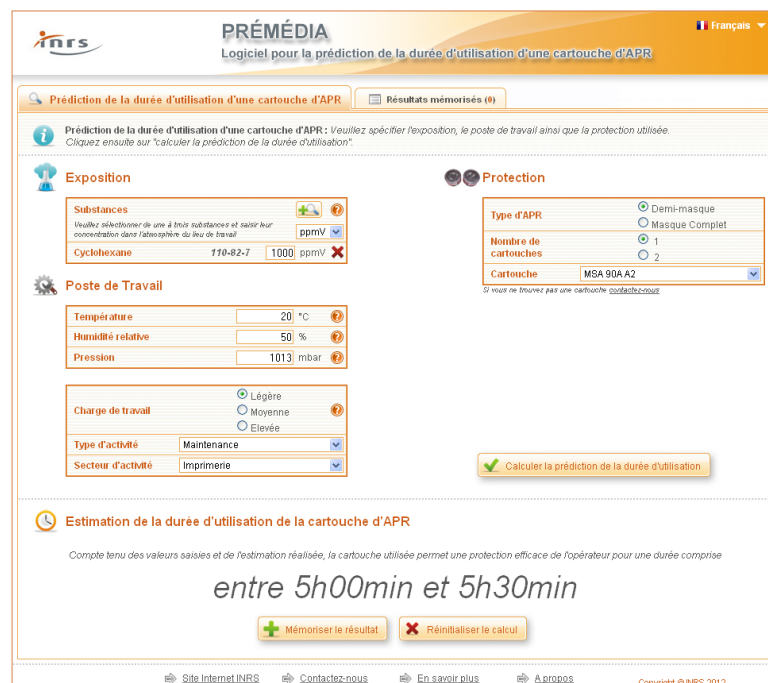 inrs
PRÉMÉDIA
Français
Logiciel pour la prédiction de la durée d'utilisation d'une cartouche d'APR
Prédiction de la durée d'utilisation d'une cartouche d'APR
Résultats mémorisés (0)
Prédiction de la durée d'utilisation d'une cartouche d'APR : Veuillez spécifier l'exposition, le poste de travail ainsi que la protection utilisée.
Cliquez ensuite sur "calculer la prédiction de la durée d'utilisation".
Exposition
Substances
Veuillez sélectionner de une à trois substances et saisir leur
concentration dans l'atmosphère du lieu de travail
ppmV
Cyclohexane 110-82-7 1000 ppmV
Poste de Travail
Température 20 °C
Humidité relative 50 %
Pression 1013 mbar
Charge de travail
Légère
Moyenne
Elevée
Type d'activité Maintenance
Secteur d'activité Imprimerie
Protection
Type d'APR
Demi-masque
Masque Complet
Nombre de
cartouches
1
2
Cartouche MSA 90A A2
Si vous ne trouvez pas une cartouche contactez-nous
Calculer la prédiction de la durée d'utilisation
Estimation de la durée d'utilisation de la cartouche d'APR
Compte tenu des valeurs saisies et de l'estimation réalisée, la cartouche utilisée permet une protection efficace de l'opérateur pour une durée comprise
entre 5h00min et 5h30min
Mémoriser le résultat
Réinitialiser le calcul
Site Internet INRS
Contactez-nous
En savoir plus
A propos
Copyright © INRS 2012